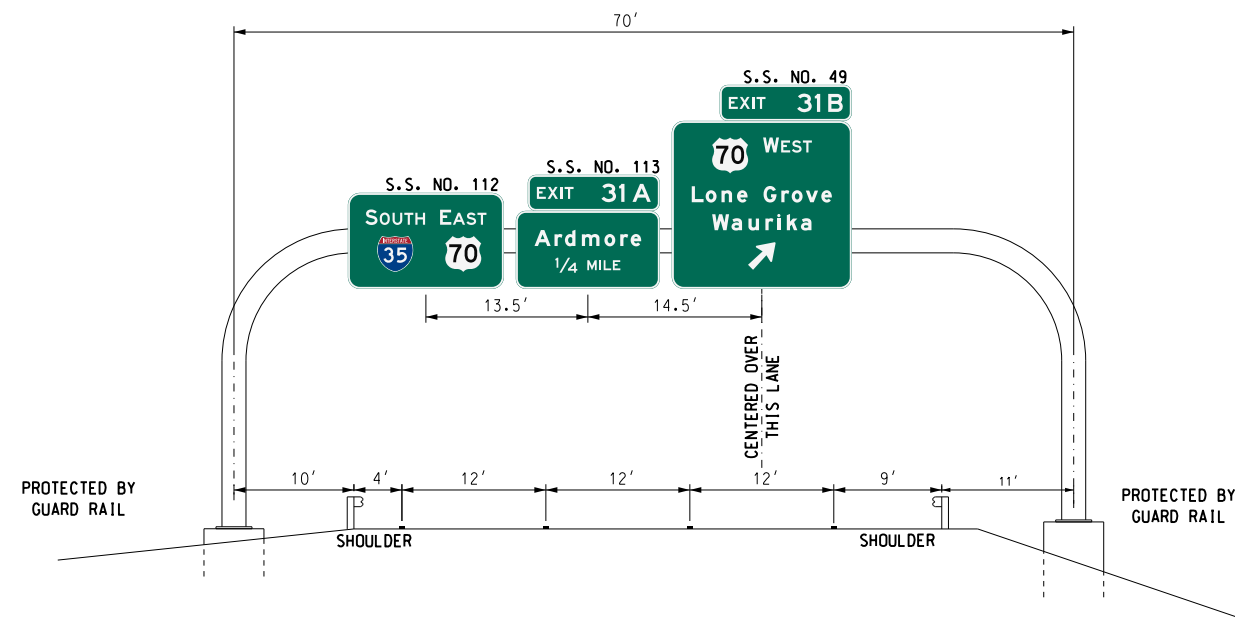 70'
S.S. NO. 49
EXIT 31B
70 WEST
Lone Grove
Waurika
S.S. NO. 113
EXIT 31A
Ardmore
1/4 MILE
S.S. NO. 112
SOUTH EAST
INTERSTATE
35
70
13.5'
14.5'
CENTERED OVER
THIS LANE
10'
4'
12'
12'
12'
9'
11'
PROTECTED BY
GUARD RAIL
PROTECTED BY
GUARD RAIL
SHOULDER
SHOULDER